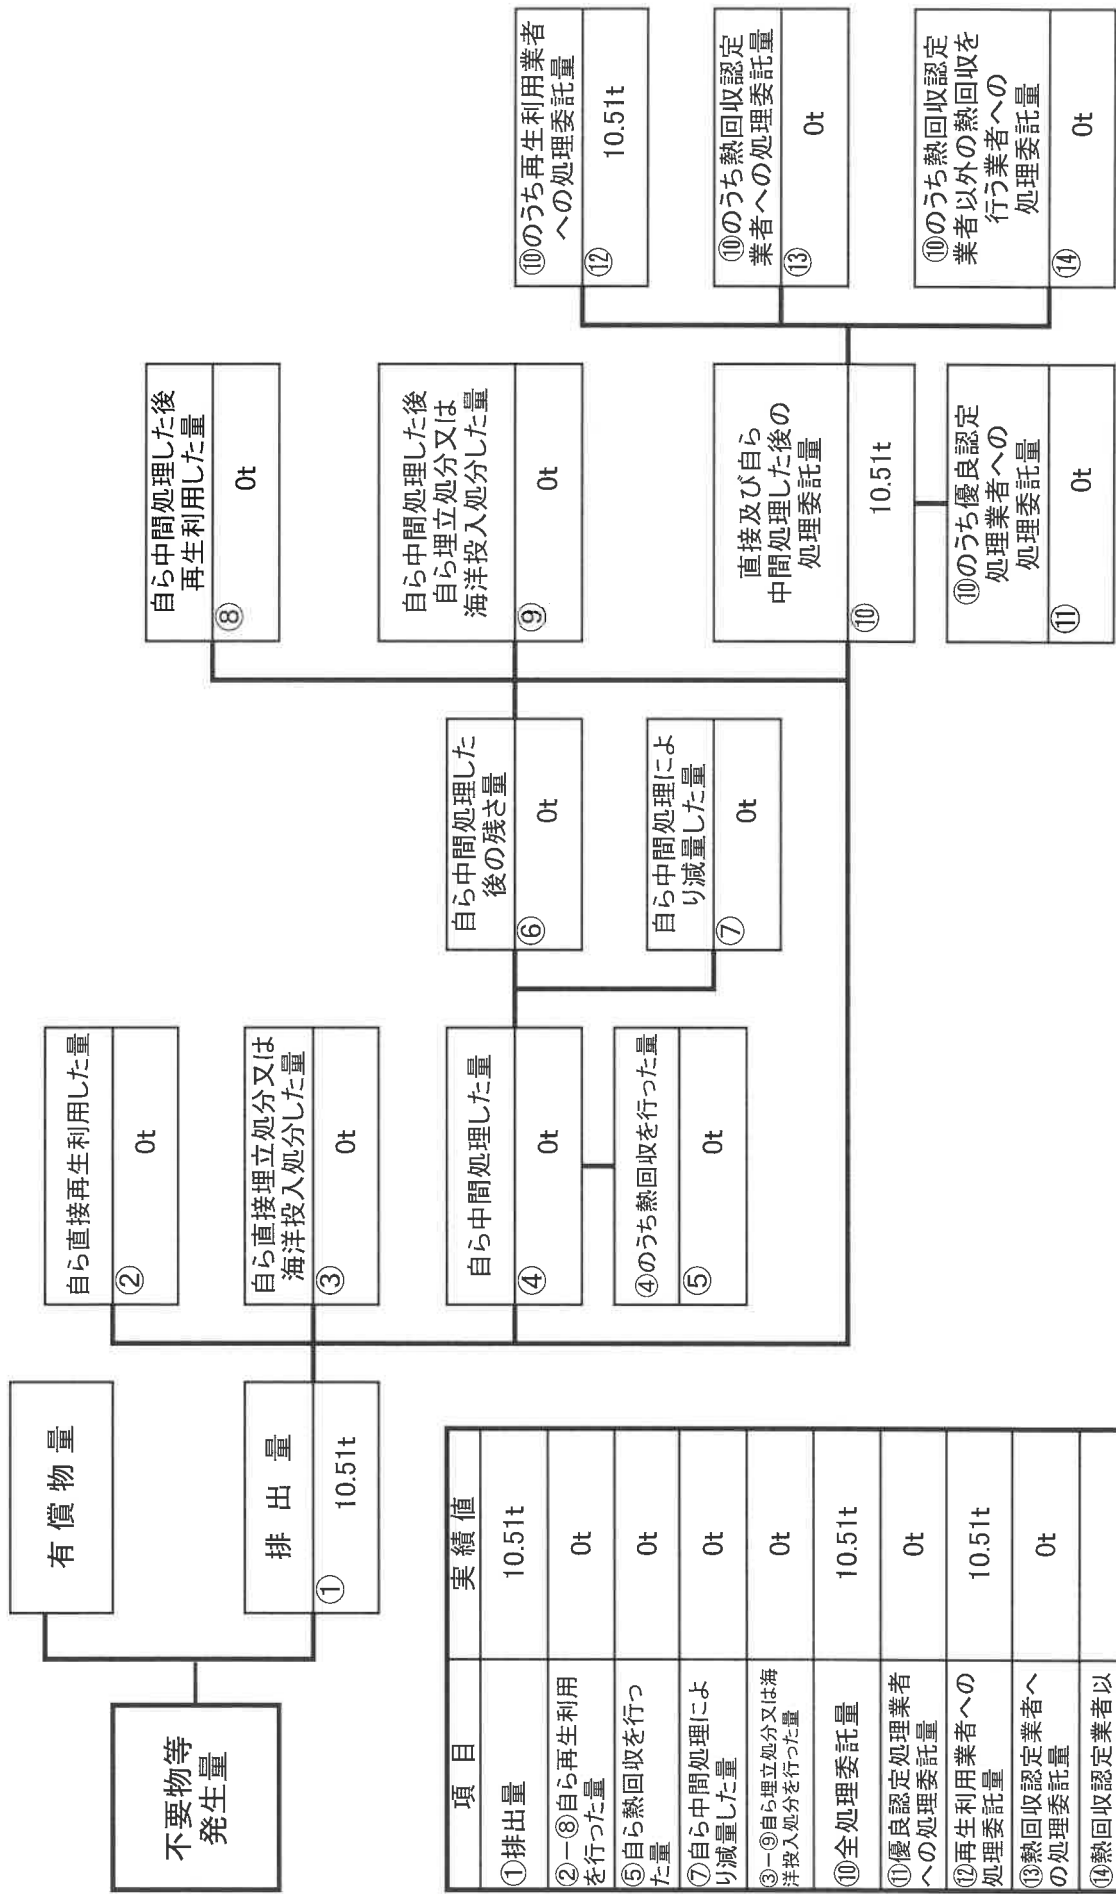 不要物等
発生量
有償物量
排出量
①
10.51t
自ら直接再生利用した量
②
0t
自ら直接埋立処分又は
海洋投入処分した量
③
0t
自ら中間処理した量
④
0t
④のうち熱回収を行った量
⑤
0t
自ら中間処理した
後の残さ量
⑥
0t
自ら中間処理によ
り減量した量
⑦
0t
自ら中間処理した後
再生利用した量
⑧
0t
自ら中間処理した後
自ら埋立処分又は
海洋投入処分した量
⑨
0t
直接及び自ら
中間処理した後の
処理委託量
⑩
10.51t
⑩のうち優良認定
処理業者への
処理委託量
⑪
0t
⑩のうち再生利用業者
への処理委託量
⑫
10.51t
⑩のうち熱回収認定
業者への処理委託量
⑬
0t
⑩のうち熱回収認定
業者以外の熱回収を
行う業者への
処理委託量
⑭
0t
項目 実績値
①排出量 10.51t
②ー⑧自ら再生利用
を行った量
0t
⑤自ら熱回収を行っ
た量
0t
⑦自ら中間処理によ
り減量した量
0t
③ー⑨自ら埋立処分又は海
洋投入処分を行った量
0t
⑩全処理委託量 10.51t
⑪優良認定処理業者
への処理委託量
0t
⑫再生利用業者への
処理委託量
10.51t
⑬熱回収認定業者へ
の処理委託量
0t
⑭熱回収認定業者以